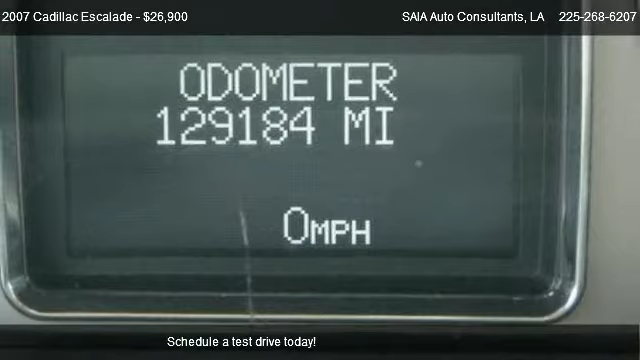 2007 Cadillac Escalade - $26,900
SAIA Auto Consultants, LA 225-268-6207
ODOMETER
129184 MI
0MPH
Schedule a test drive today!